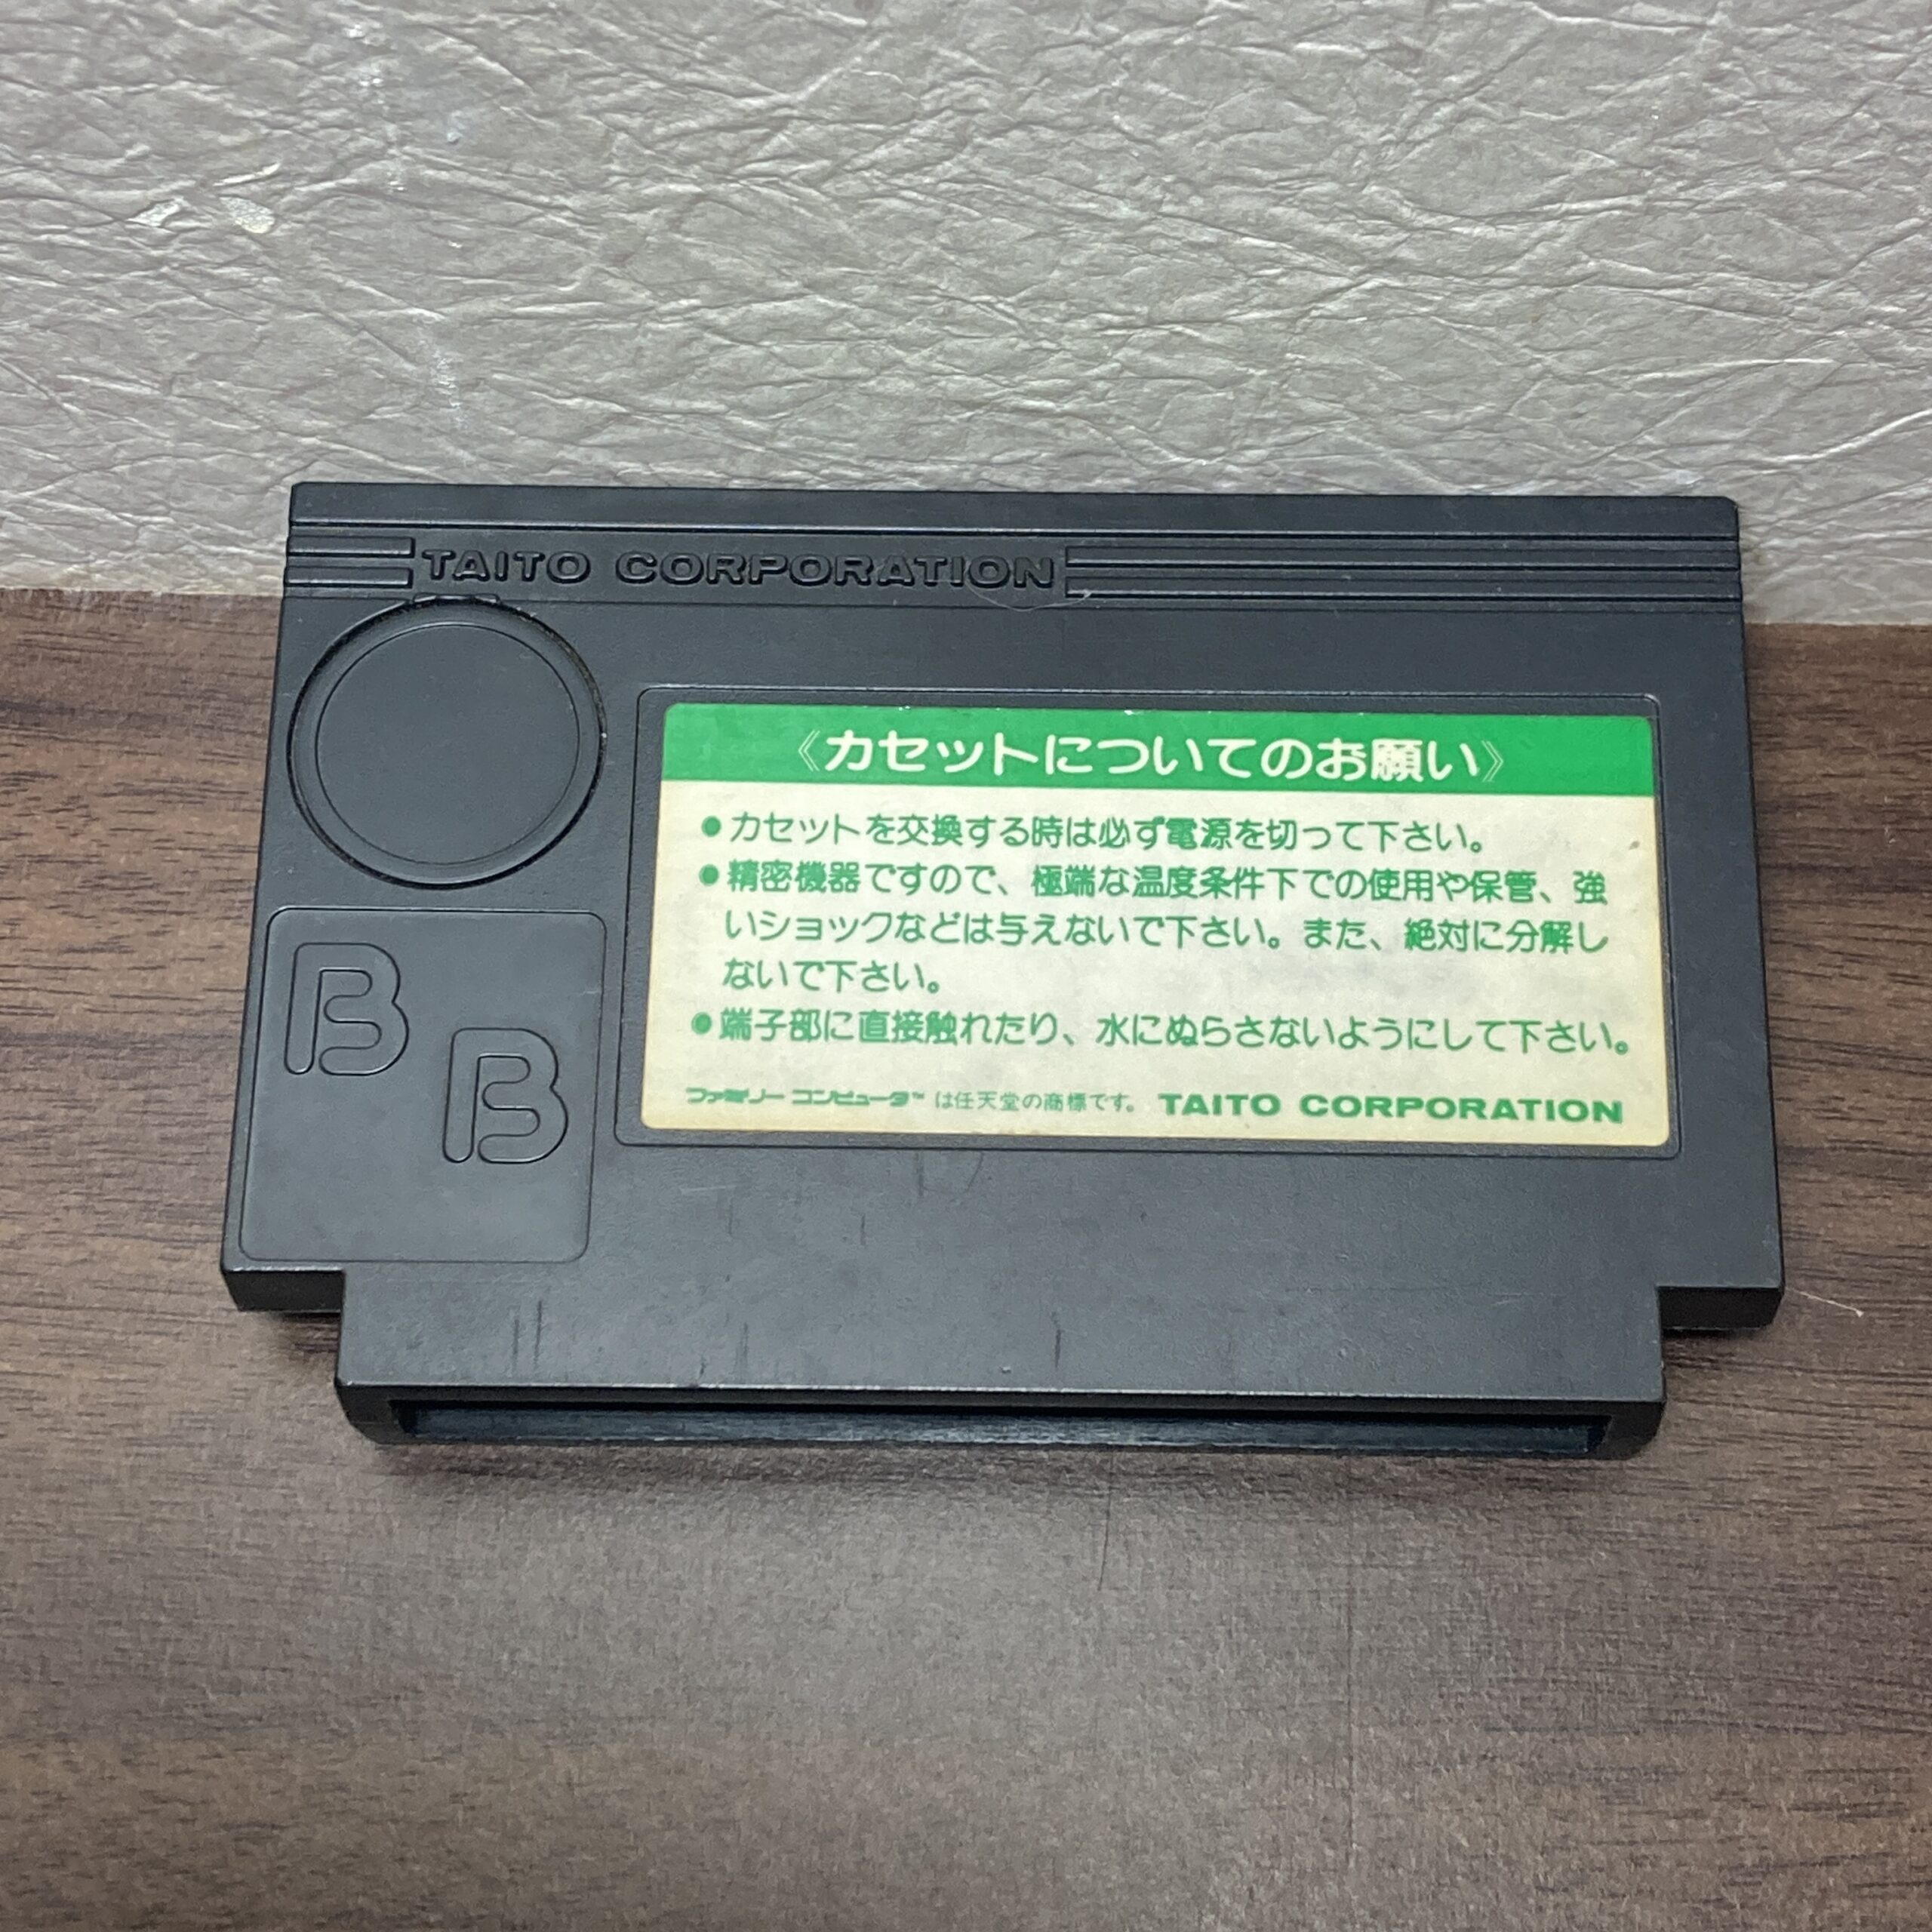 TAITO CORPORATION
《カセットについてのお願い》
●カセットを交換する時は必ず電源を切って下さい。
●精密機器ですので、極端な温度条件下での使用や保管、強
いショックなどは与えないで下さい。また、絶対に分解し
ないで下さい。
●端子部に直接触れたり、水にぬらさないようにして下さい。
ファミリーコンピュータ™は任天堂の商標です。 TAITO CORPORATION
B
B